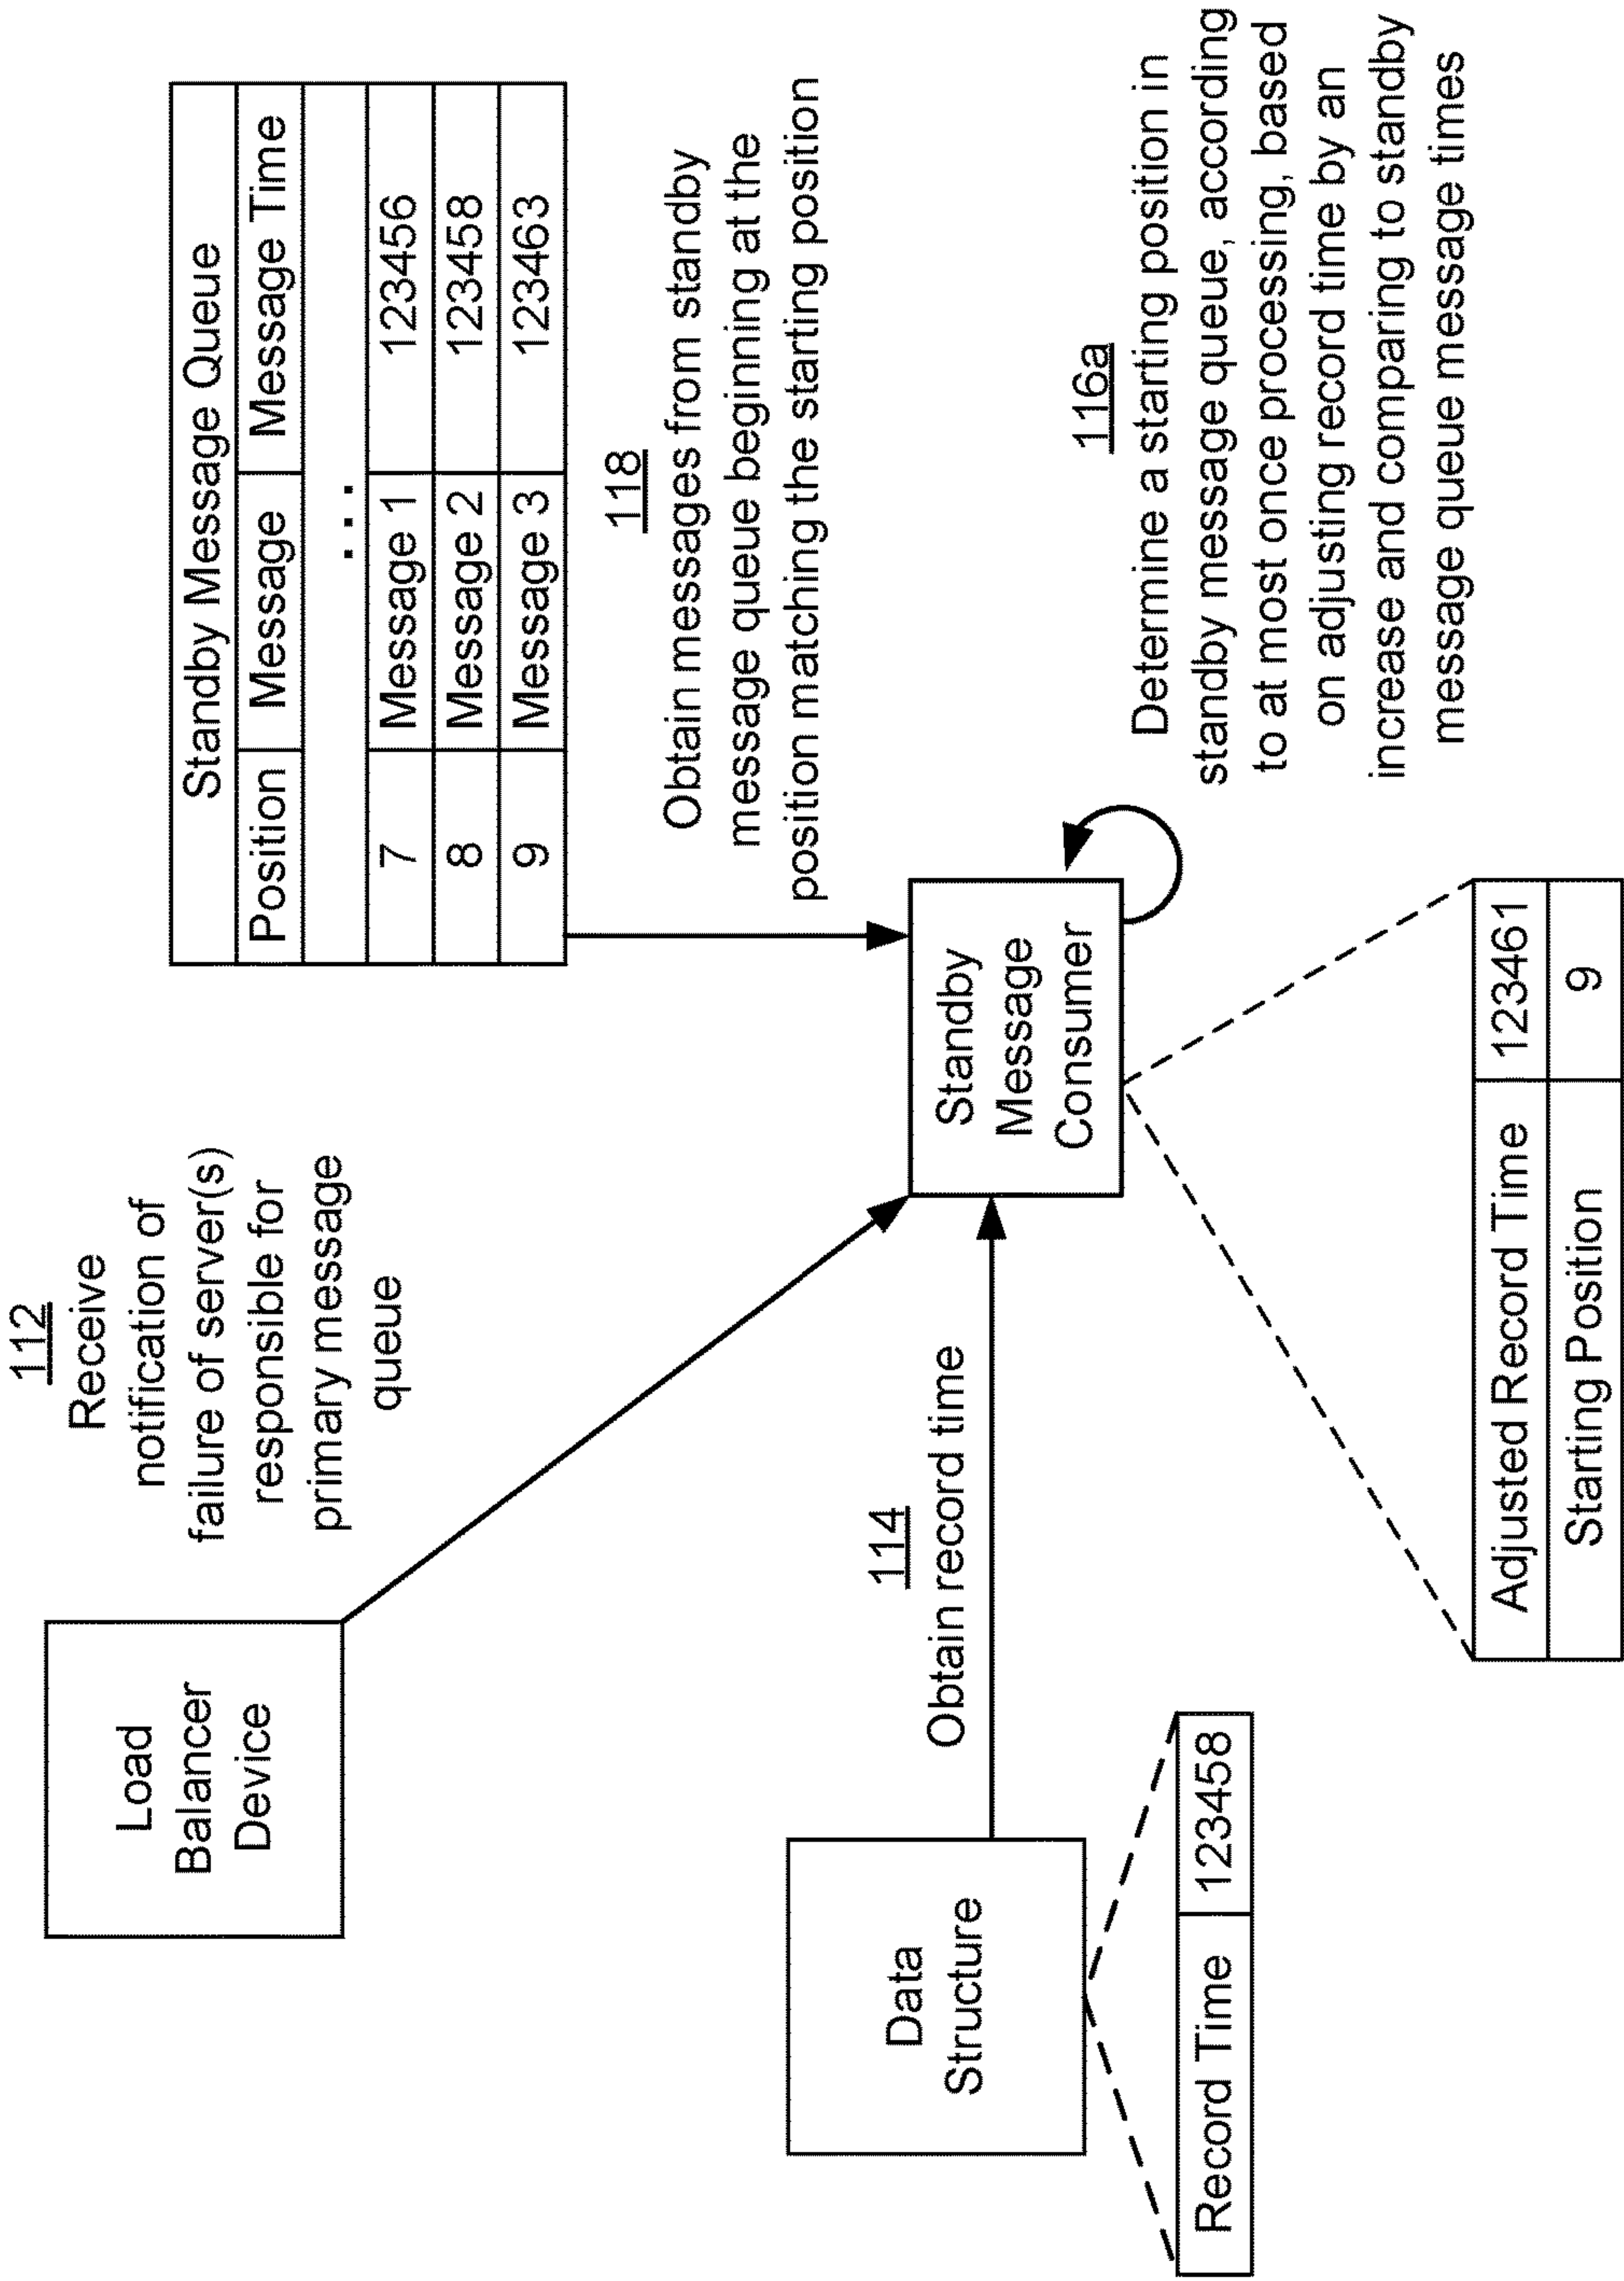 112
Receive
notification of
failure of server(s)
responsible for
primary message
queue
Load
Balancer
Device
Standby Message Queue
Position Message Message Time
...
7 Message 1 123456
8 Message 2 123458
9 Message 3 123463
118
Obtain messages from standby
message queue beginning at the
position matching the starting position
114
Obtain record time
Data
Structure
Record Time 123458
Standby
Message
Consumer
116a
Determine a starting position in
standby message queue, according
to at most once processing, based
on adjusting record time by an
increase and comparing to standby
message queue message times
Adjusted Record Time 123461
Starting Position 9